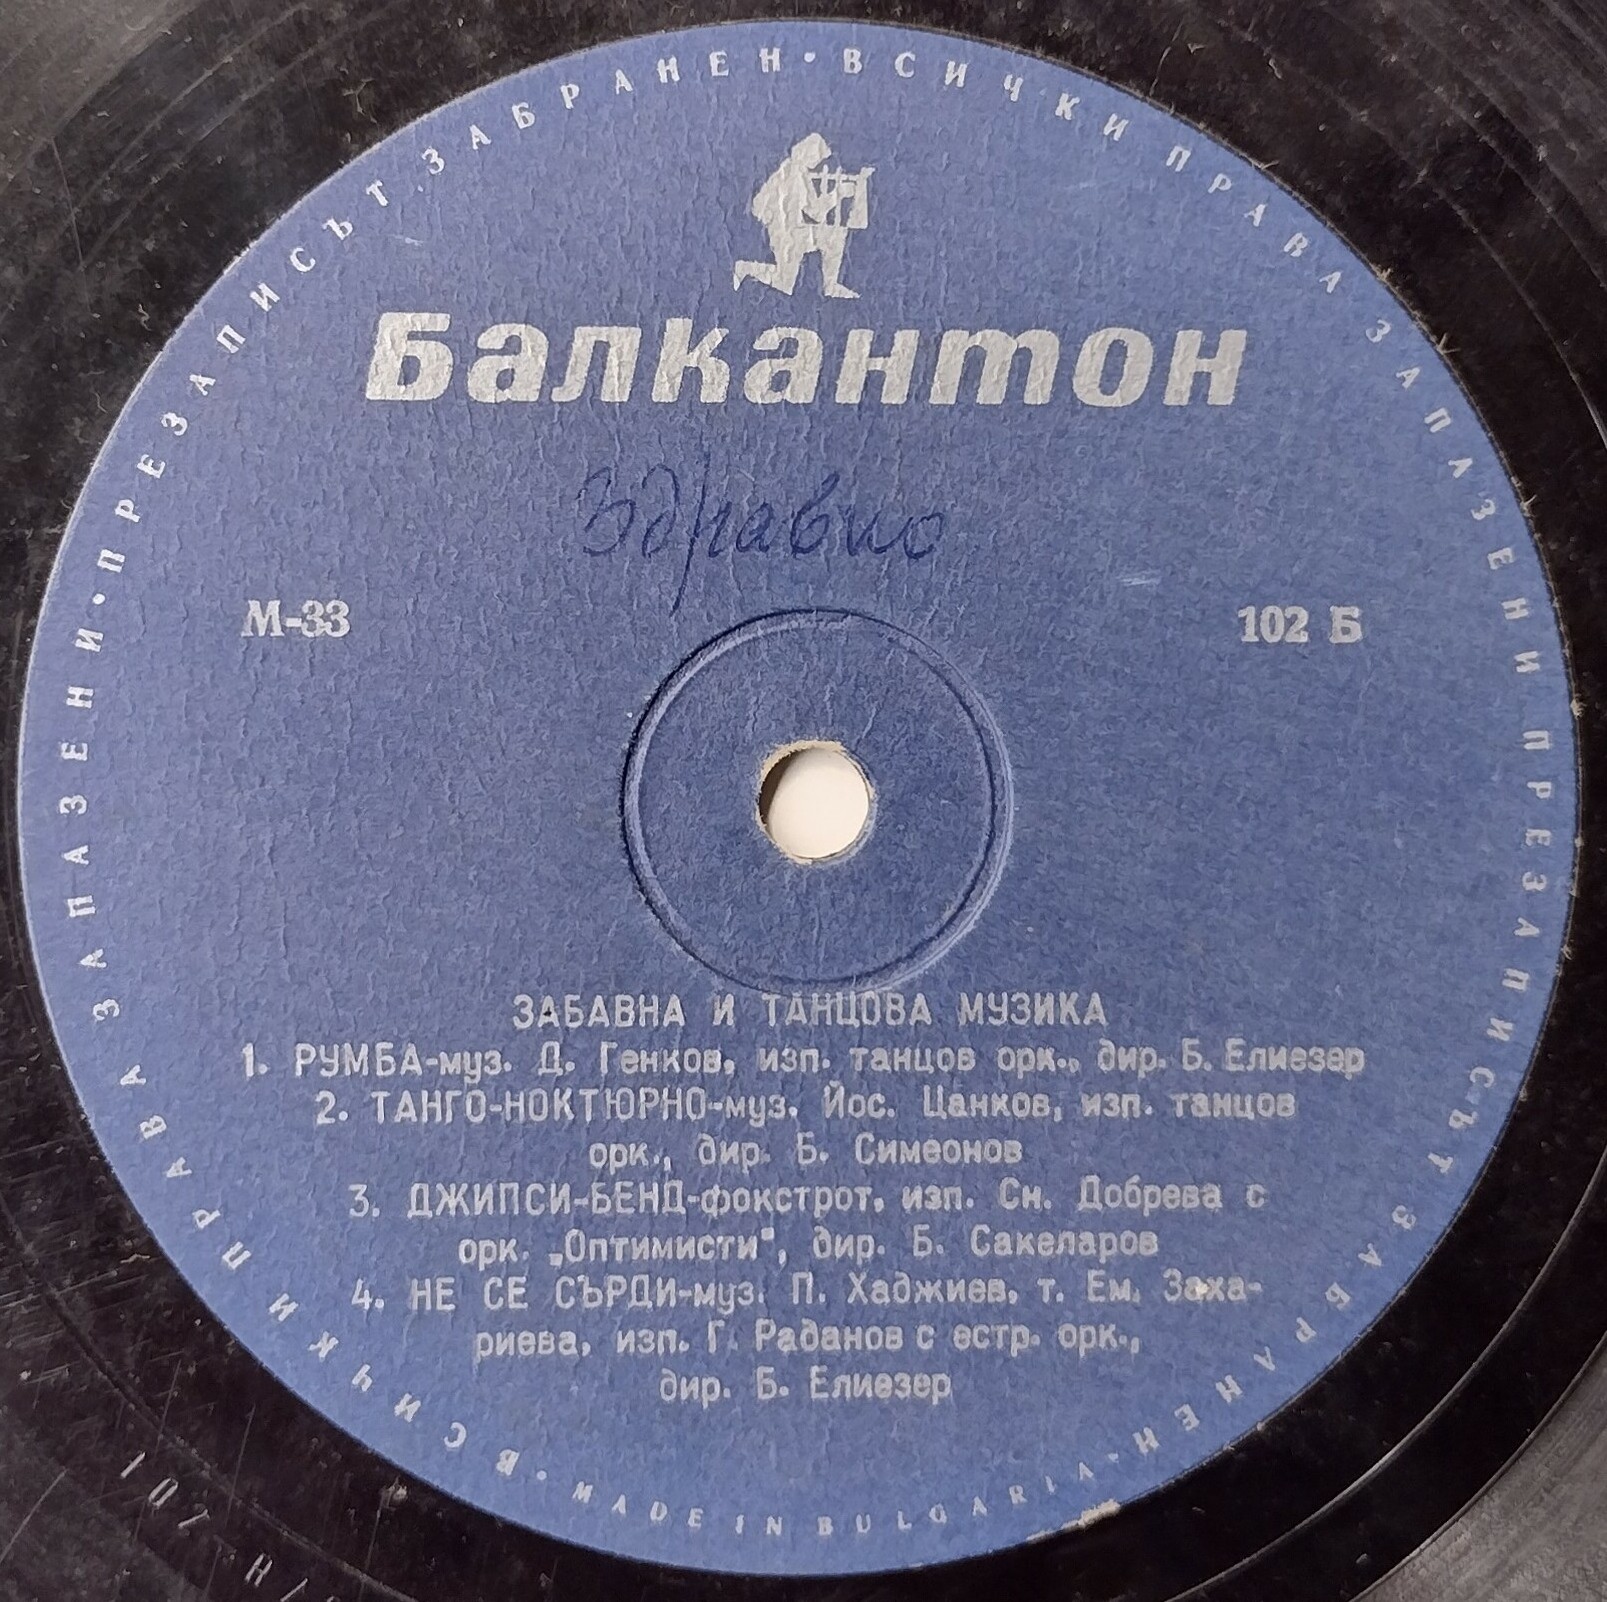 ВСИЧКИ ПРАВА ЗАПАЗЕНИ ПРЕЗАПИСЪТ ЗАБРАНЕН · MADE IN BULGARIA · ВСИЧКИ ПРАВА ЗАПАЗЕНИ · ПРЕЗАПИСЪТ ЗАБРАНЕН ·
Балкантон
Здравко
М-33
102 Б
ЗАБАВНА И ТАНЦОВА МУЗИКА
1. РУМБА-муз. Д. Генков, изп. танцов орк., дир. Б. Елиезер
2. ТАНГО-НОКТЮРНО-муз. Йос. Цанков, изп. танцов
орк., дир. Б. Симеонов
3. ДЖИПСИ-БЕНД-фокстрот, изп. Сн. Добрева с
орк. „Оптимисти", дир. Б. Сакеларов
4. НЕ СЕ СЪРДИ-муз. П. Хаджиев, т. Ем. Заха-
риева, изп. Г. Раданов с естр. орк.,
дир. Б. Елиезер